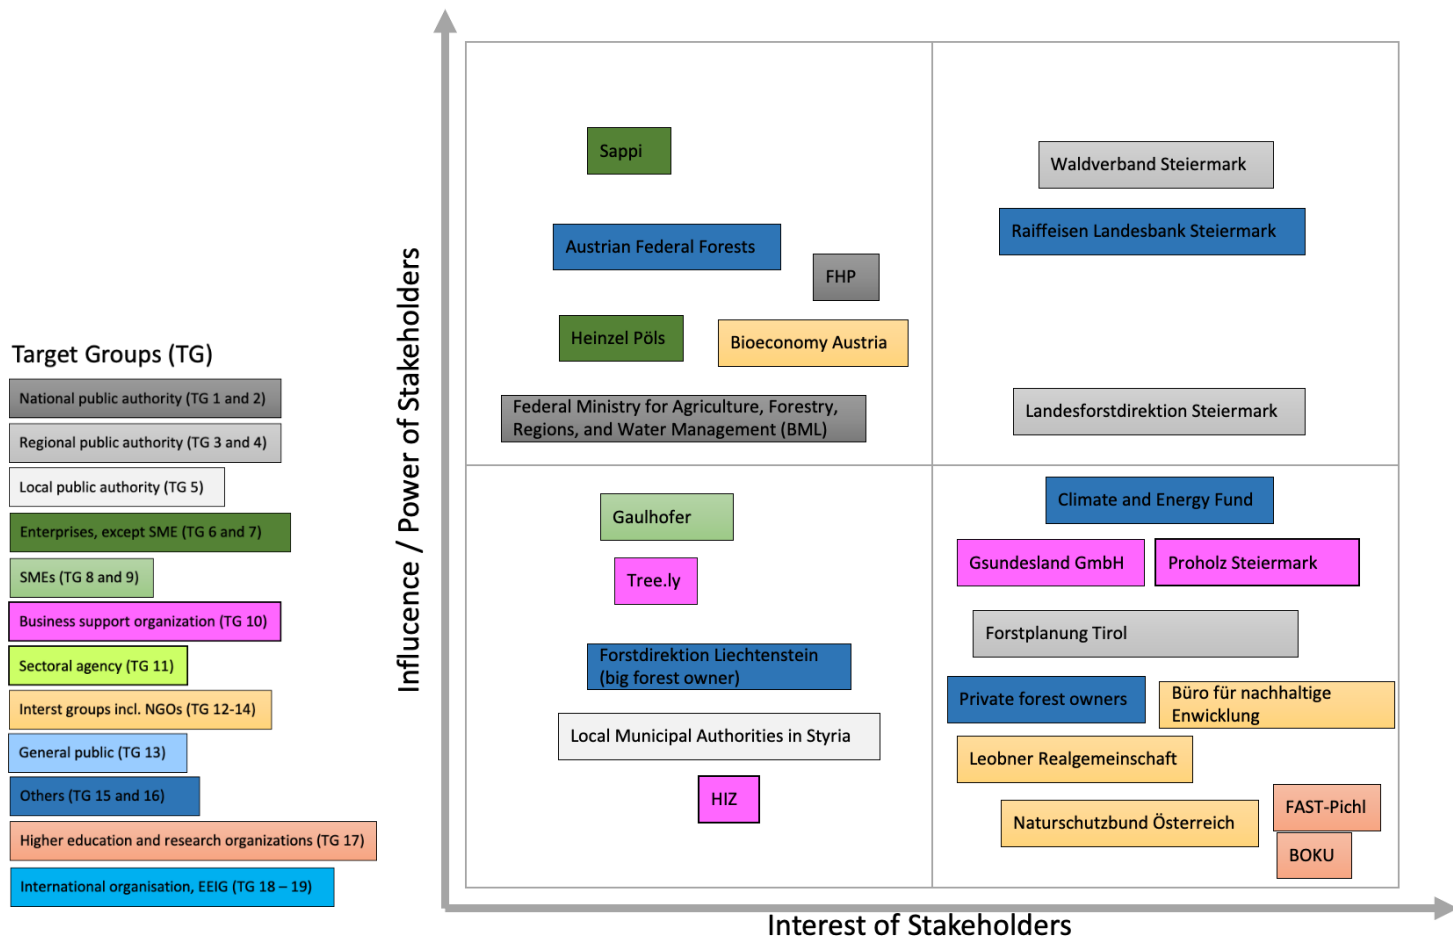 Target Groups (TG)
National public authority (TG 1 and 2)
Regional public authority (TG 3 and 4)
Local public authority (TG 5)
Enterprises, except SME (TG 6 and 7)
SMEs (TG 8 and 9)
Business support organization (TG 10)
Sectoral agency (TG 11)
Interst groups incl. NGOs (TG 12-14)
General public (TG 13)
Others (TG 15 and 16)
Higher education and research organizations (TG 17)
International organisation, EEIG (TG 18 – 19)
Influcence / Power of Stakeholders
Sappi
Austrian Federal Forests
FHP
Heinzel Pöls
Bioeconomy Austria
Federal Ministry for Agriculture, Forestry,
Regions, and Water Management (BML)
Waldverband Steiermark
Raiffeisen Landesbank Steiermark
Landesforstdirektion Steiermark
Gaulhofer
Tree.ly
Forstdirektion Liechtenstein
(big forest owner)
Local Municipal Authorities in Styria
HIZ
Climate and Energy Fund
Gsundesland GmbH
Proholz Steiermark
Forstplanung Tirol
Private forest owners
Büro für nachhaltige
Enwicklung
Leobner Realgemeinschaft
Naturschutzbund Österreich
FAST-Pichl
BOKU
Interest of Stakeholders